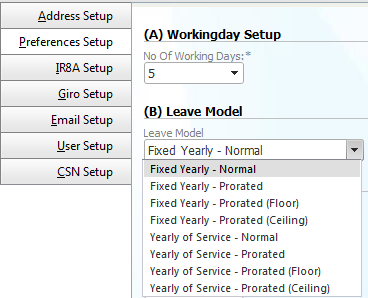 Address Setup
Preferences Setup
IR8A Setup
Giro Setup
Email Setup
User Setup
CSN Setup
(A) Workingday Setup
No Of Working Days:*
5
(B) Leave Model
Leave Model
Fixed Yearly - Normal
Fixed Yearly - Normal
Fixed Yearly - Prorated
Fixed Yearly - Prorated (Floor)
Fixed Yearly - Prorated (Ceiling)
Yearly of Service - Normal
Yearly of Service - Prorated
Yearly of Service - Prorated (Floor)
Yearly of Service - Prorated (Ceiling)